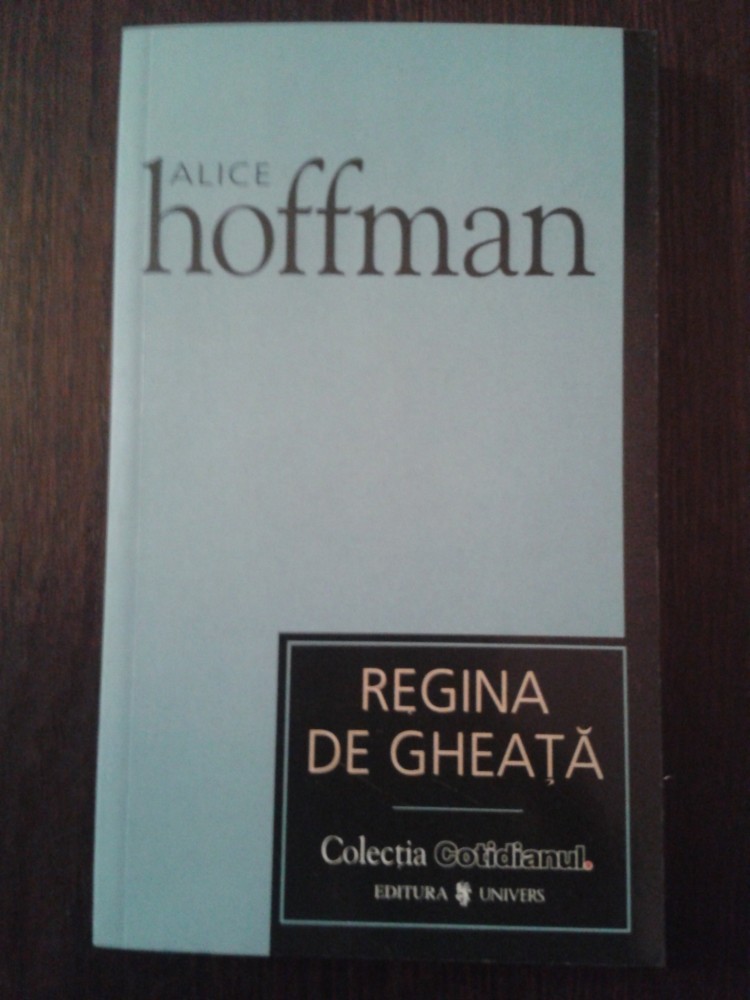 ALICE
hoffman
REGINA
DE GHEAȚĂ
Colecția Cotidianul.
EDITURA UNIVERS